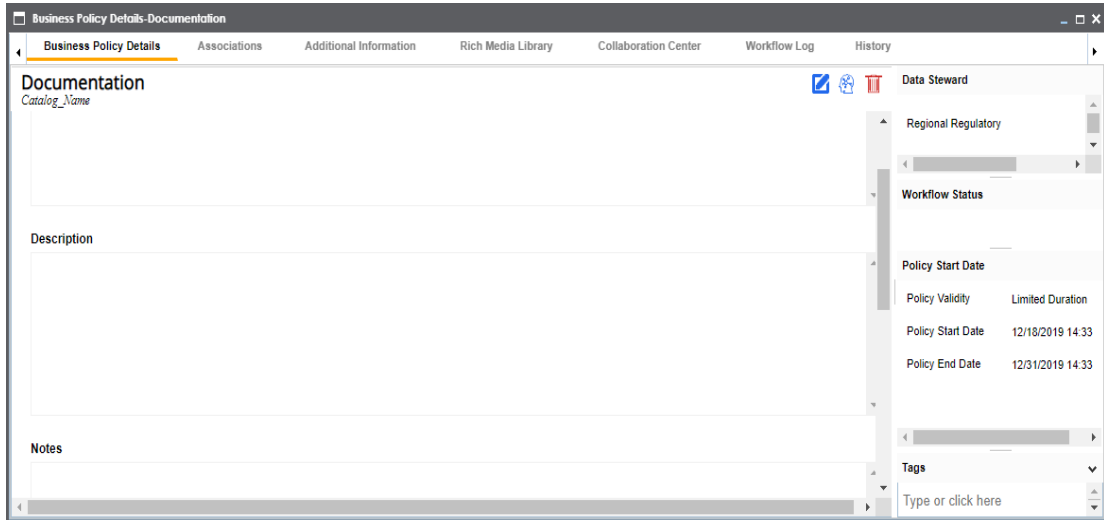 Business Policy Details-Documentation
Business Policy Details Associations Additional Information Rich Media Library Collaboration Center Workflow Log History
Documentation
Catalog_Name
Description
Notes
Data Steward
Regional Regulatory
Workflow Status
Policy Start Date
Policy Validity Limited Duration
Policy Start Date 12/18/2019 14:33
Policy End Date 12/31/2019 14:33
Tags
Type or click here